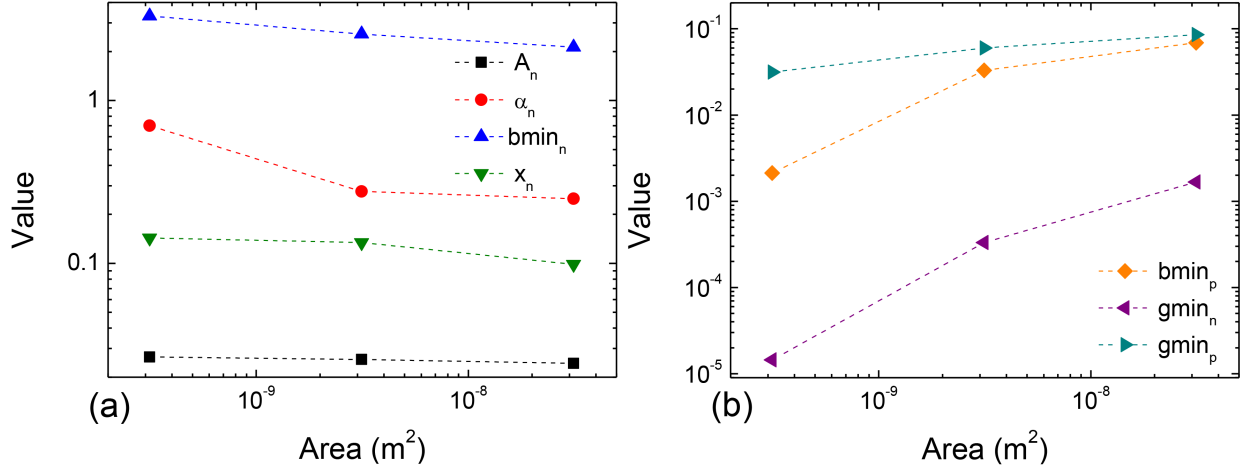 1
0.1
Value
A_n
α_n
bmin_n
x_n
10^-9
10^-8
(a)
Area (m^2)
10^-1
10^-2
10^-3
10^-4
10^-5
Value
bmin_p
gmin_n
gmin_p
10^-9
10^-8
(b)
Area (m^2)